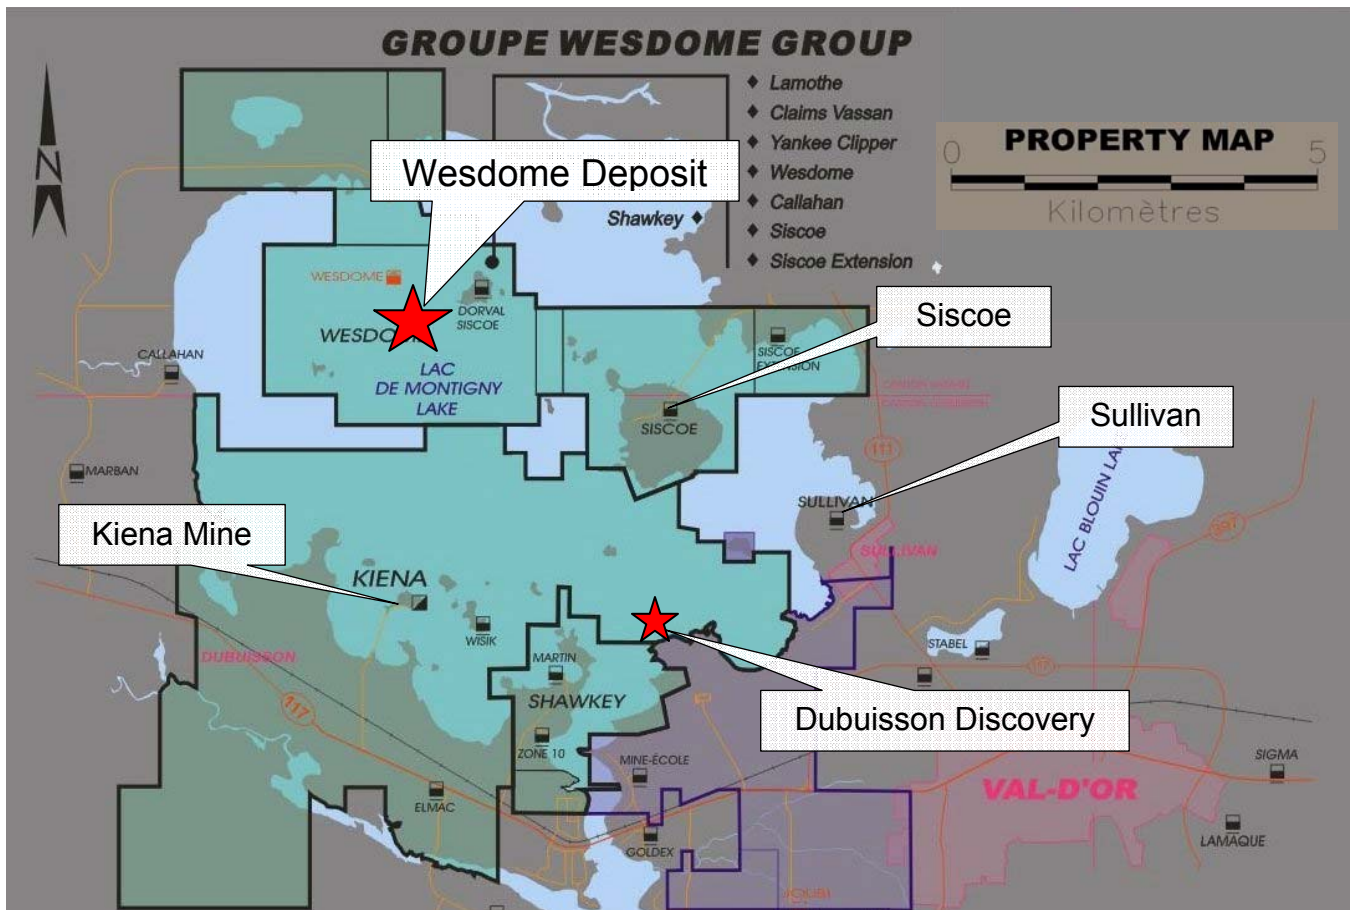 GROUPE WESDOME GROUP
♦ Lamothe
♦ Claims Vassan
♦ Yankee Clipper
♦ Wesdome
♦ Callahan
♦ Siscoe
♦ Siscoe Extension
Shawkey ♦
PROPERTY MAP
0 5
Kilomètres
N
Wesdome Deposit
WESDOME
DORVAL
SISCOE
LAC
DE MONTIGNY
LAKE
CALLAHAN
Siscoe
SISCOE
EXTENSION
SISCOE
Sullivan
111
MARBAN
SULLIVAN
SULLIVAN
397
Kiena Mine
KIENA
WISIK
DUBUISSON
117
MARTIN
SHAWKEY
ZONE 10
STABEL
117
Dubuisson Discovery
MINE-ÉCOLE
ELMAC
GOLDEX
VAL-D'OR
SIGMA
LAMAQUE